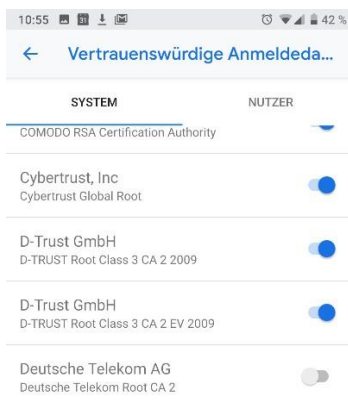 10:55 31 42 %
Vertrauenswürdige Anmeldeda...
SYSTEM NUTZER
COMODO RSA Certification Authority
Cybertrust, Inc
Cybertrust Global Root
D-Trust GmbH
D-TRUST Root Class 3 CA 2 2009
D-Trust GmbH
D-TRUST Root Class 3 CA 2 EV 2009
Deutsche Telekom AG
Deutsche Telekom Root CA 2